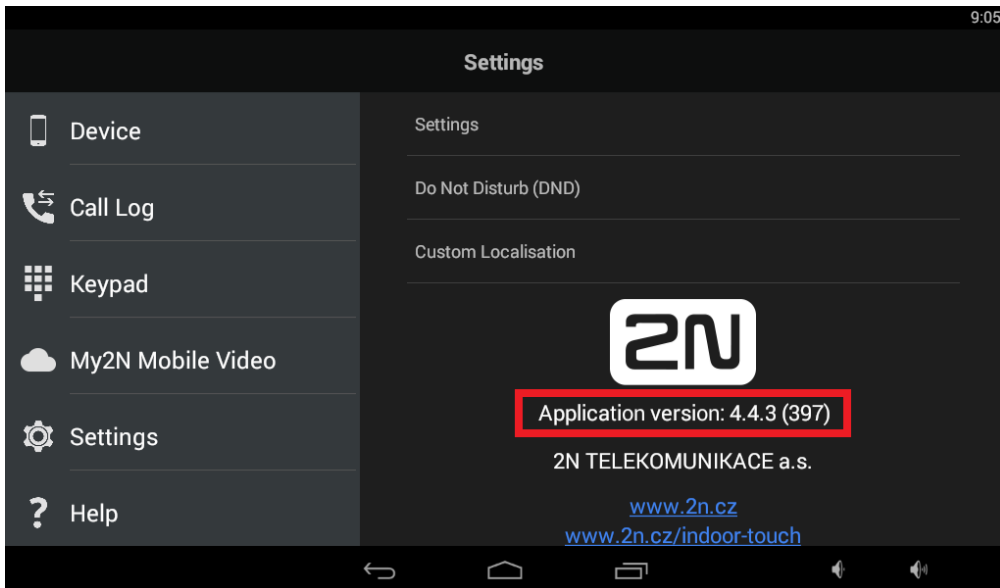 9:05
Settings
Device
Call Log
Keypad
My2N Mobile Video
Settings
Help
Settings
Do Not Disturb (DND)
Custom Localisation
2N
Application version: 4.4.3 (397)
2N TELEKOMUNIKACE a.s.
www.2n.cz
www.2n.cz/indoor-touch